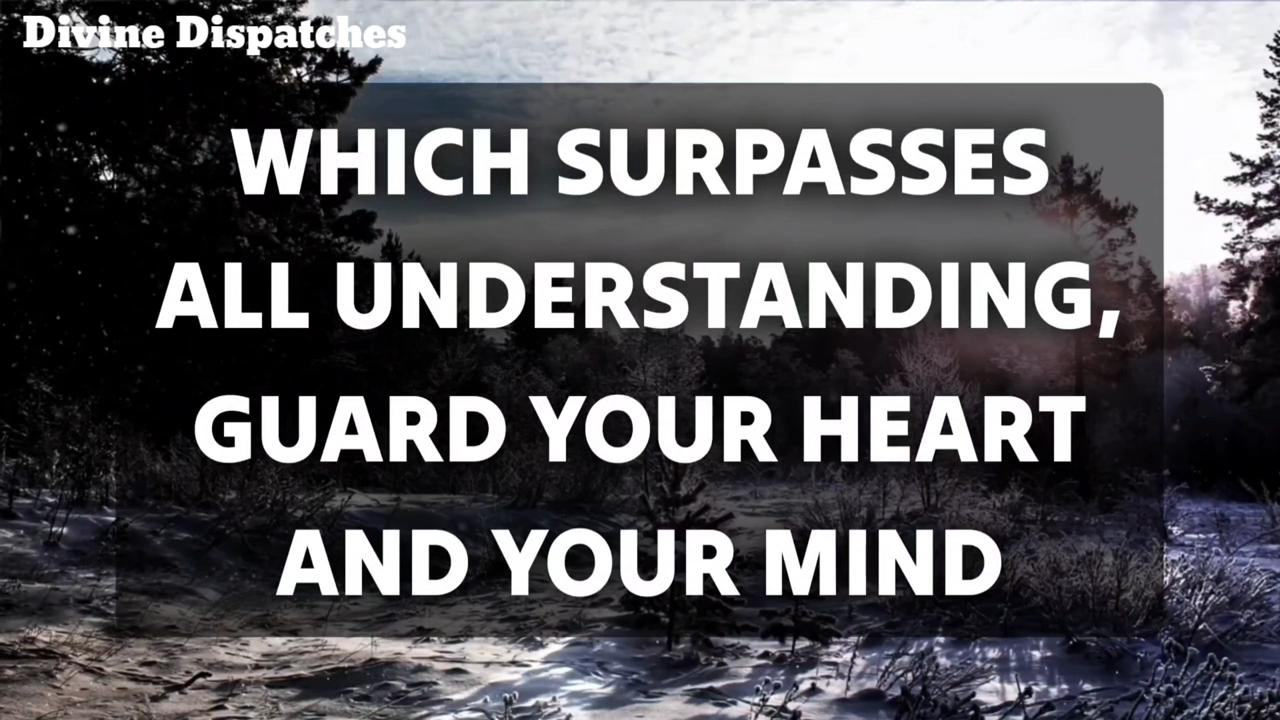 Divine Dispatches
WHICH SURPASSES
ALL UNDERSTANDING,
GUARD YOUR HEART
AND YOUR MIND